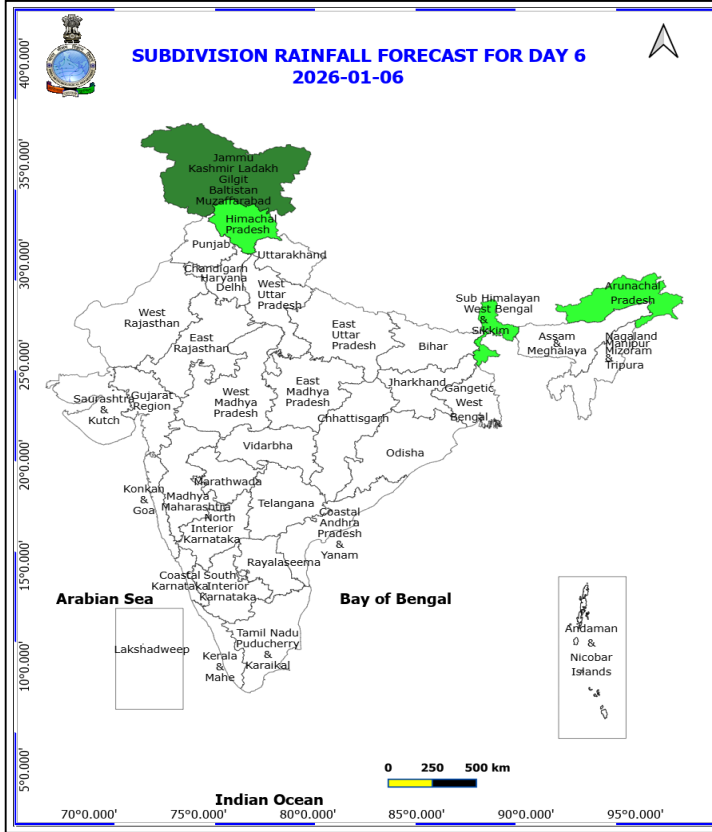 SUBDIVISION RAINFALL FORECAST FOR DAY 6
2026-01-06
40°0.000'
35°0.000'
30°0.000'
25°0.000'
20°0.000'
15°0.000'
10°0.000'
5°0.000'
Jammu
Kashmir Ladakh
Gilgit
Baltistan
Muzaffarabad
Himachal
Pradesh
Punjab
Uttarakhand
Chandigarh
Haryana
Delhi
West
Uttar
Pradesh
West
Rajasthan
East
Rajasthan
East
Uttar
Pradesh
Bihar
Sub Himalayan
West Bengal
&
Sikkim
Arunachal
Pradesh
Assam
&
Meghalaya
Nagaland
Manipur
Mizoram
&
Tripura
Saurashtra
&
Kutch
Gujarat
Region
West
Madhya
Pradesh
East
Madhya
Pradesh
Jharkhand
Gangetic
West
Bengal
Chhattisgarh
Odisha
Vidarbha
Konkan
&
Goa
Madhya
Maharashtra
Marathwada
Telangana
North
Interior
Karnataka
Coastal
Andhra
Pradesh
&
Yanam
Rayalaseema
Coastal
Karnataka
South
Interior
Karnataka
Arabian Sea
Bay of Bengal
Lakshadweep
Kerala
&
Mahe
Tamil Nadu
Puducherry
&
Karaikal
Andaman
&
Nicobar
Islands
0 250 500 km
Indian Ocean
70°0.000' 75°0.000' 80°0.000' 85°0.000' 90°0.000' 95°0.000'